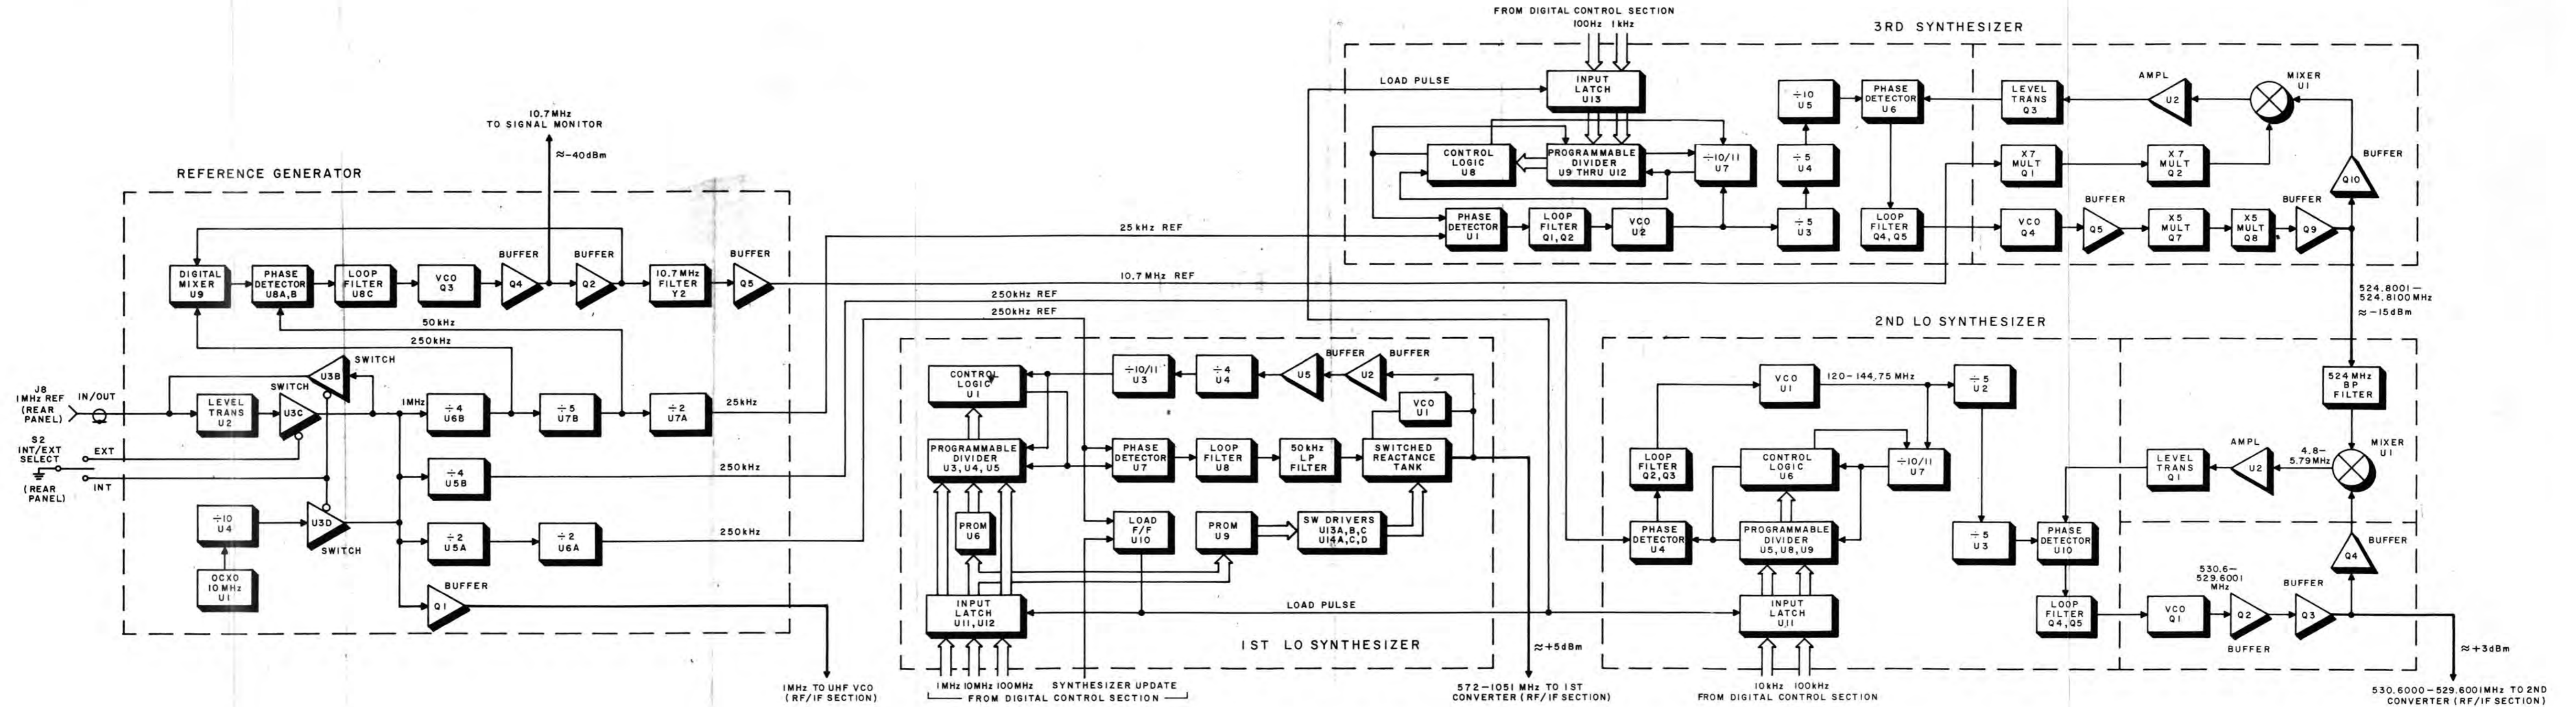 REFERENCE GENERATOR
10.7MHz
TO SIGNAL MONITOR
≈-40dBm
DIGITAL
MIXER
U9
PHASE
DETECTOR
U8A,B
LOOP
FILTER
U8C
VCO
Q3
BUFFER
Q4
BUFFER
Q2
10.7MHz
FILTER
Y2
BUFFER
Q5
50kHz
250kHz
J8
1MHz REF
(REAR
PANEL)
IN/OUT
S2
INT/EXT
SELECT
(REAR
PANEL)
EXT
INT
LEVEL
TRANS
U2
SWITCH
U3B
SWITCH
U3C
1MHz
÷4
U6B
÷5
U7B
÷2
U7A
25kHz
÷4
U5B
250kHz
÷10
U4
U3D
SWITCH
÷2
U5A
÷2
U6A
250kHz
OCXO
10MHz
U1
BUFFER
Q1
1MHz TO UHF VCO
(RF/IF SECTION)
25kHz REF
10.7MHz REF
250kHz REF
250kHz REF
CONTROL
LOGIC
U1
÷10/11
U3
÷4
U4
BUFFER
U5
BUFFER
U2
VCO
U1
PROGRAMMABLE
DIVIDER
U3,U4,U5
PHASE
DETECTOR
U7
LOOP
FILTER
U8
50kHz
LP
FILTER
SWITCHED
REACTANCE
TANK
PROM
U6
LOAD
F/F
U10
PROM
U9
SW DRIVERS
U13A,B,C
U14A,C,D
INPUT
LATCH
U11,U12
LOAD PULSE
1ST LO SYNTHESIZER
≈+5dBm
1MHz 10MHz 100MHz
SYNTHESIZER UPDATE
FROM DIGITAL CONTROL SECTION
572-1051 MHz TO 1ST
CONVERTER (RF/IF SECTION)
FROM DIGITAL CONTROL SECTION
100Hz 1kHz
3RD SYNTHESIZER
LOAD PULSE
INPUT
LATCH
U13
CONTROL
LOGIC
U8
PROGRAMMABLE
DIVIDER
U9 THRU U12
÷10/11
U7
÷10
U5
÷5
U4
÷5
U3
PHASE
DETECTOR
U6
PHASE
DETECTOR
U1
LOOP
FILTER
Q1,Q2
VCO
U2
LOOP
FILTER
Q4,Q5
LEVEL
TRANS
Q3
AMPL
U2
MIXER
U1
X7
MULT
Q1
X7
MULT
Q2
BUFFER
Q10
VCO
Q4
BUFFER
Q5
X5
MULT
Q7
X5
MULT
Q8
BUFFER
Q9
524.8001-
524.8100MHz
≈-15dBm
2ND LO SYNTHESIZER
VCO
U1
120-144.75MHz
÷5
U2
LOOP
FILTER
Q2,Q3
CONTROL
LOGIC
U6
÷10/11
U7
PHASE
DETECTOR
U4
PROGRAMMABLE
DIVIDER
U5,U8,U9
÷5
U3
PHASE
DETECTOR
U10
INPUT
LATCH
U11
LOOP
FILTER
Q4,Q5
10kHz 100kHz
FROM DIGITAL CONTROL SECTION
524MHz
BP
FILTER
LEVEL
TRANS
Q1
AMPL
U2
4.8-
5.79MHz
MIXER
U1
BUFFER
Q4
VCO
Q1
530.6-
529.6001
MHz
Q2
BUFFER
BUFFER
Q3
≈+3dBm
530.6000-529.6001MHz TO 2ND
CONVERTER (RF/IF SECTION)